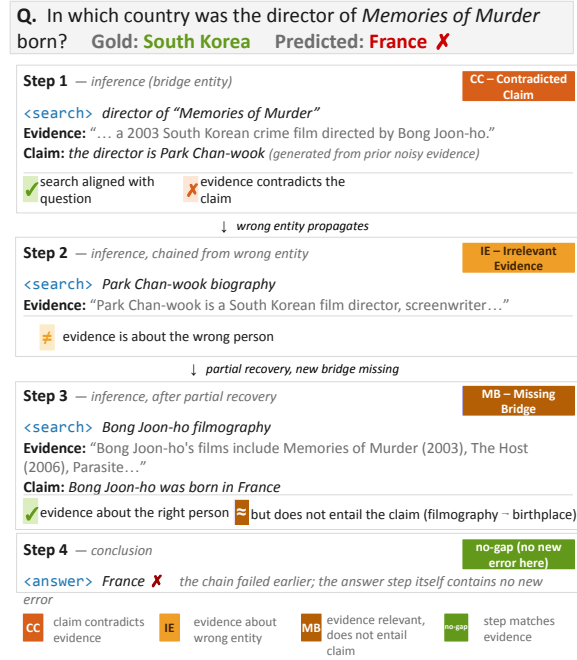 Q. In which country was the director of Memories of Murder
born? Gold: South Korea Predicted: France ✗
Step 1 — inference (bridge entity)
CC – Contradicted
Claim
<search> director of “Memories of Murder”
Evidence: “… a 2003 South Korean crime film directed by Bong Joon-ho.”
Claim: the director is Park Chan-wook (generated from prior noisy evidence)
✓ search aligned with
question
✗ evidence contradicts the
claim
↓ wrong entity propagates
Step 2 — inference, chained from wrong entity
IE – Irrelevant
Evidence
<search> Park Chan-wook biography
Evidence: “Park Chan-wook is a South Korean film director, screenwriter…”
≠ evidence is about the wrong person
↓ partial recovery, new bridge missing
Step 3 — inference, after partial recovery
MB – Missing
Bridge
<search> Bong Joon-ho filmography
Evidence: “Bong Joon-ho's films include Memories of Murder (2003), The Host
(2006), Parasite…”
Claim: Bong Joon-ho was born in France
✓ evidence about the right person ≈ but does not entail the claim (filmography → birthplace)
Step 4 — conclusion
no-gap (no new
error here)
<answer> France ✗ the chain failed earlier; the answer step itself contains no new
error
CC claim contradicts
evidence
IE evidence about
wrong entity
MB evidence relevant,
does not entail
claim
no-gap step matches
evidence